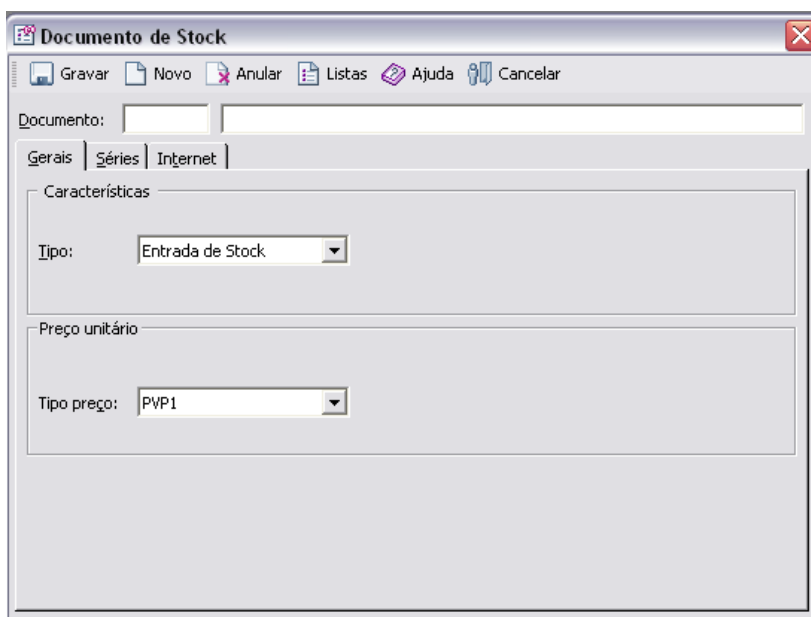 Documento de Stock
Gravar Novo Anular Listas Ajuda Cancelar
Documento:
Gerais Séries Internet
Características
Tipo: Entrada de Stock
Preço unitário
Tipo preço: PVP1